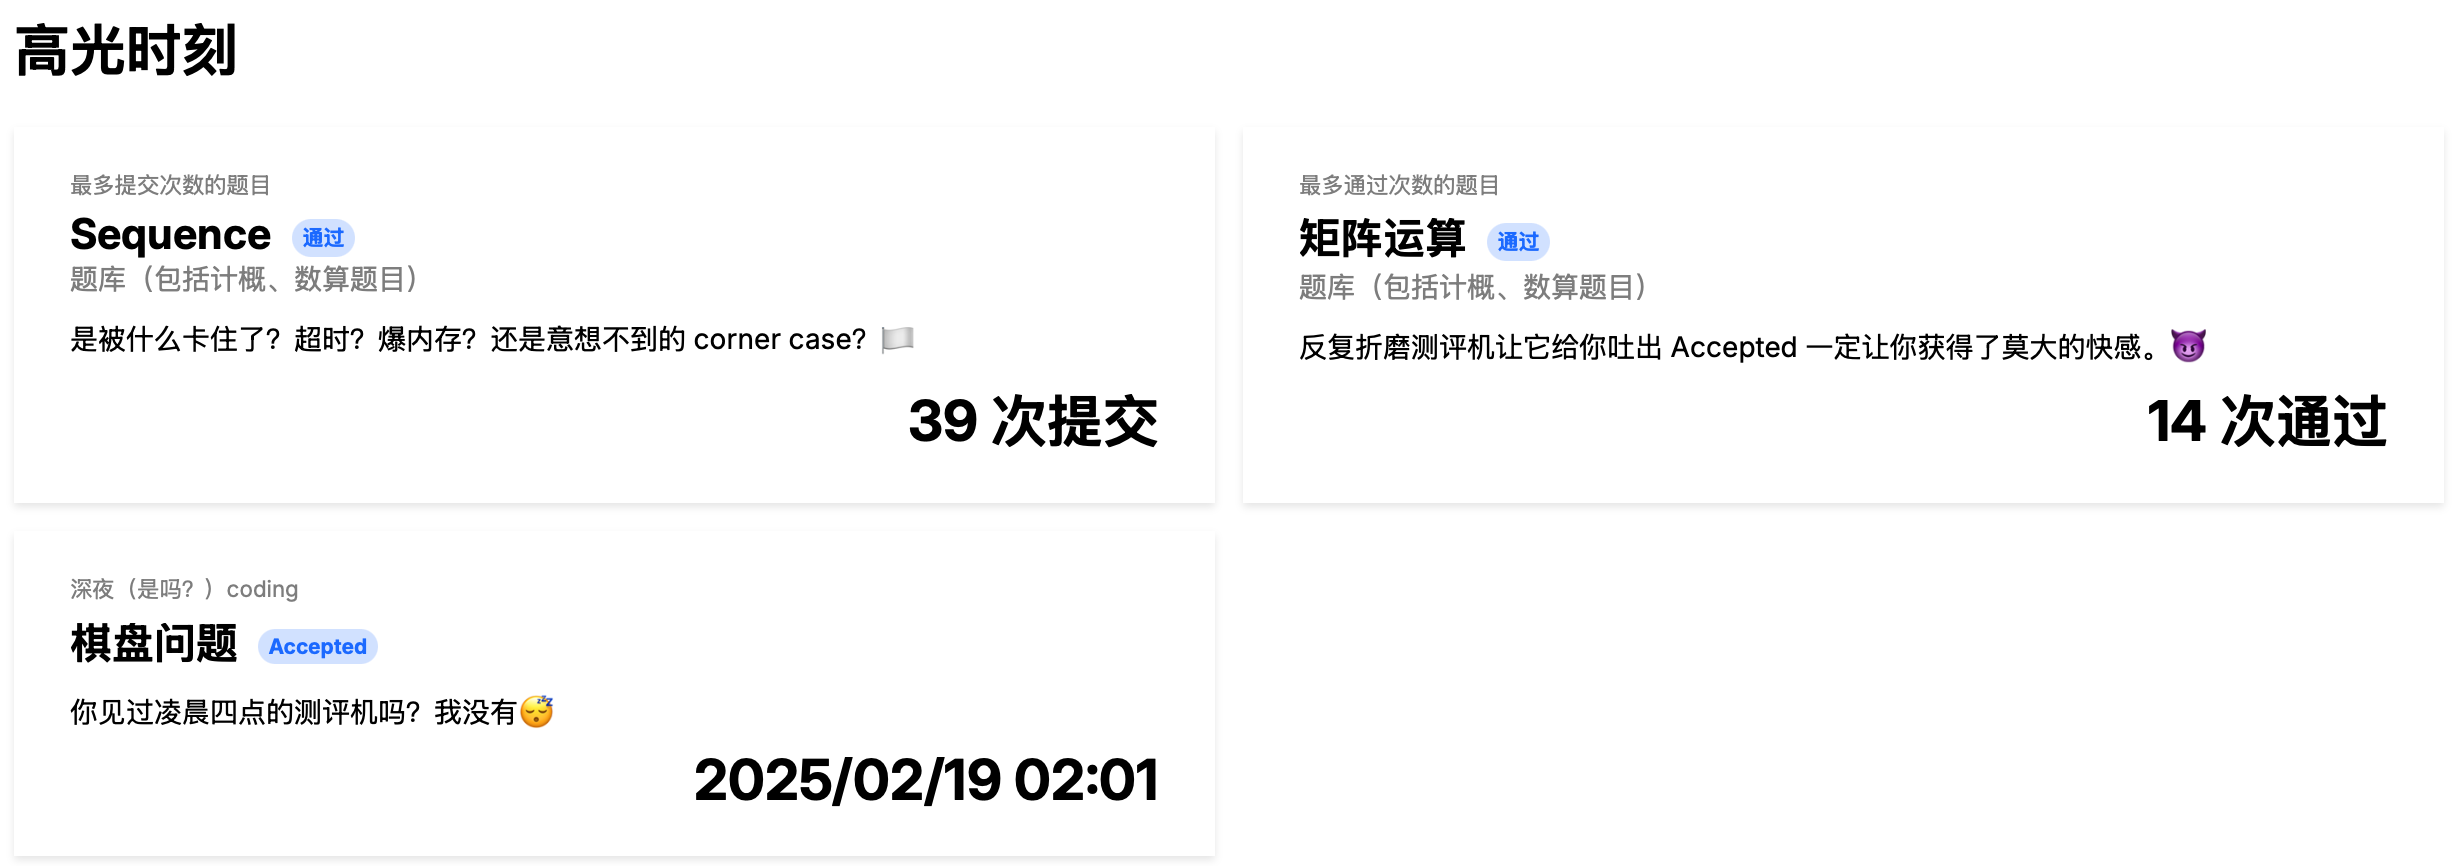 高光时刻
最多提交次数的题目
Sequence 通过
题库（包括计概、数算题目）
是被什么卡住了？超时？爆内存？还是意想不到的 corner case？🏳️
39 次提交
最多通过次数的题目
矩阵运算 通过
题库（包括计概、数算题目）
反复折磨测评机让它给你吐出 Accepted 一定让你获得了莫大的快感。😈
14 次通过
深夜（是吗？）coding
棋盘问题 Accepted
你见过凌晨四点的测评机吗？我没有😴
2025/02/19 02:01